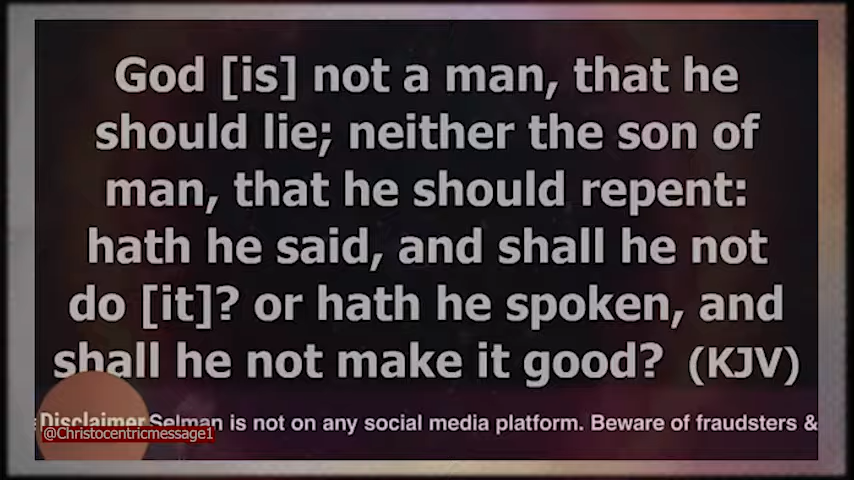 God [is] not a man, that he
should lie; neither the son of
man, that he should repent:
hath he said, and shall he not
do [it]? or hath he spoken, and
shall he not make it good? (KJV)
Disclaimer Selman is not on any social media platform. Beware of fraudsters &
@Christocentricmessage1